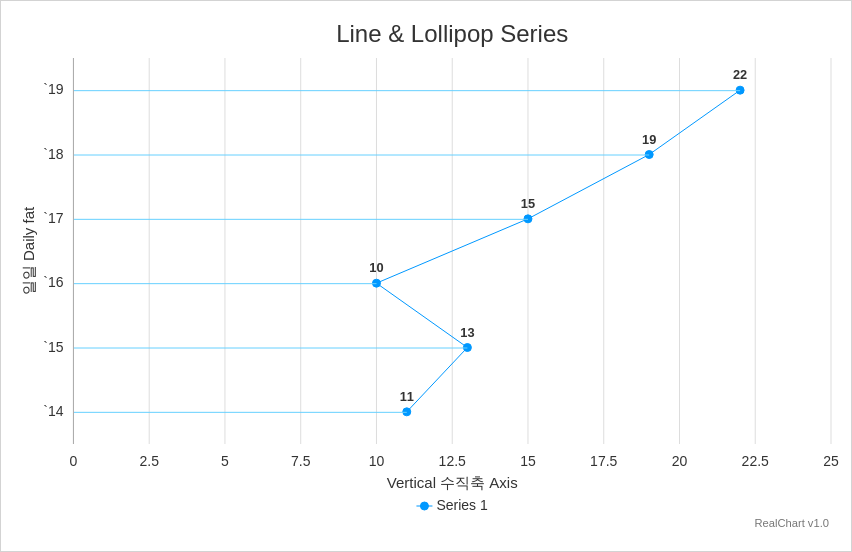 Line & Lollipop Series
일일 Daily fat
`19
`18
`17
`16
`15
`14
22
19
15
10
13
11
0 2.5 5 7.5 10 12.5 15 17.5 20 22.5 25
Vertical 수직축 Axis
Series 1
RealChart v1.0